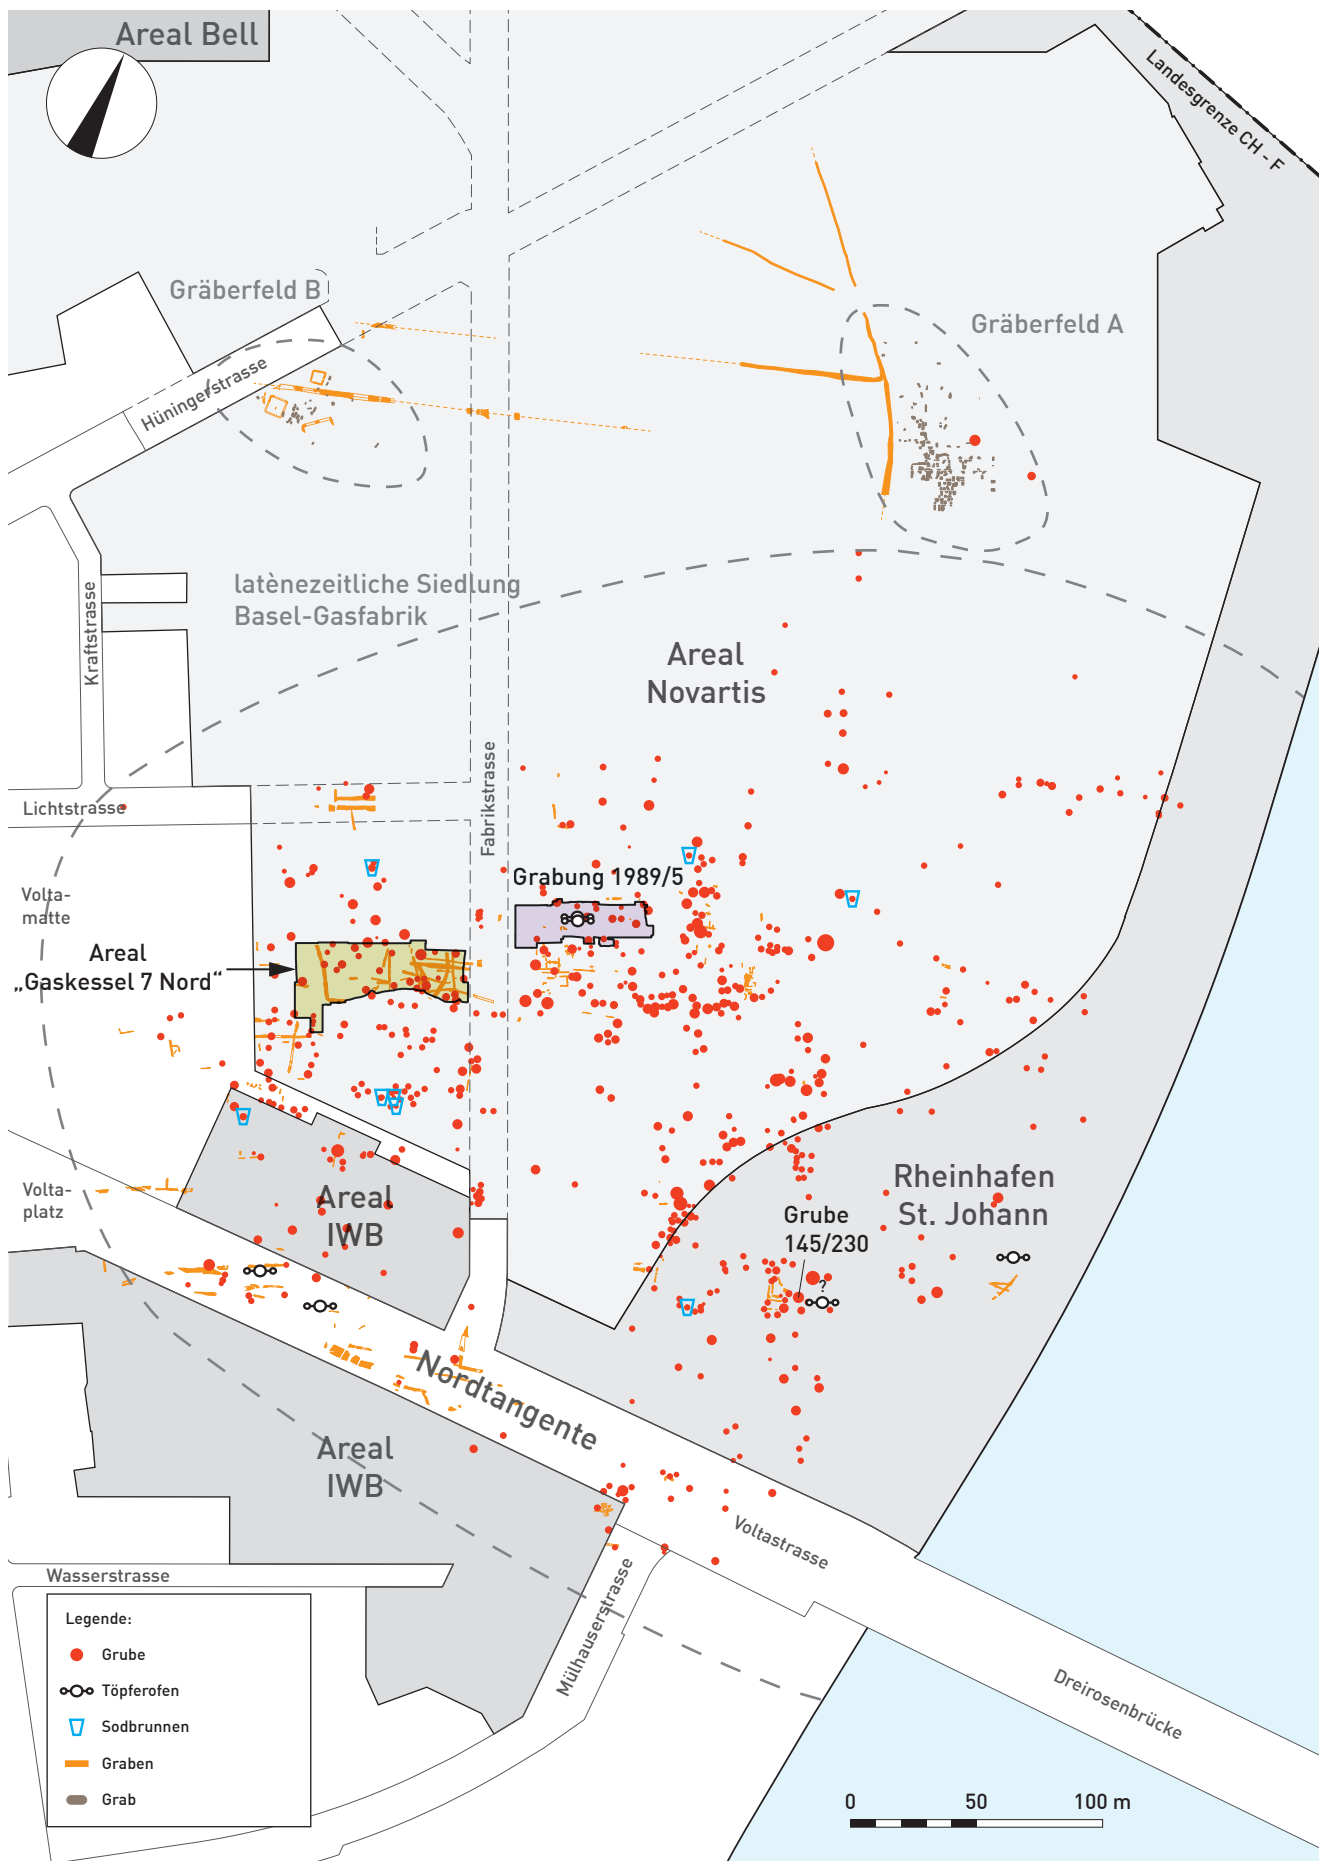 Areal Bell
Landesgrenze CH - F
Gräberfeld B
Gräberfeld A
Hüningerstrasse
latènezeitliche Siedlung
Basel-Gasfabrik
Kraftstrasse
Areal
Novartis
Lichtstrasse
Fabrikstrasse
Grabung 1989/5
Volta-
matte
Areal
„Gaskessel 7 Nord“
Volta-
platz
Areal
IWB
Rheinhafen
St. Johann
Grube
145/230
?
Nordtangente
Areal
IWB
Voltastrasse
Wasserstrasse
Mülhauserstrasse
Dreirosenbrücke
Legende:
Grube
Töpferofen
Sodbrunnen
Graben
Grab
0 50 100 m